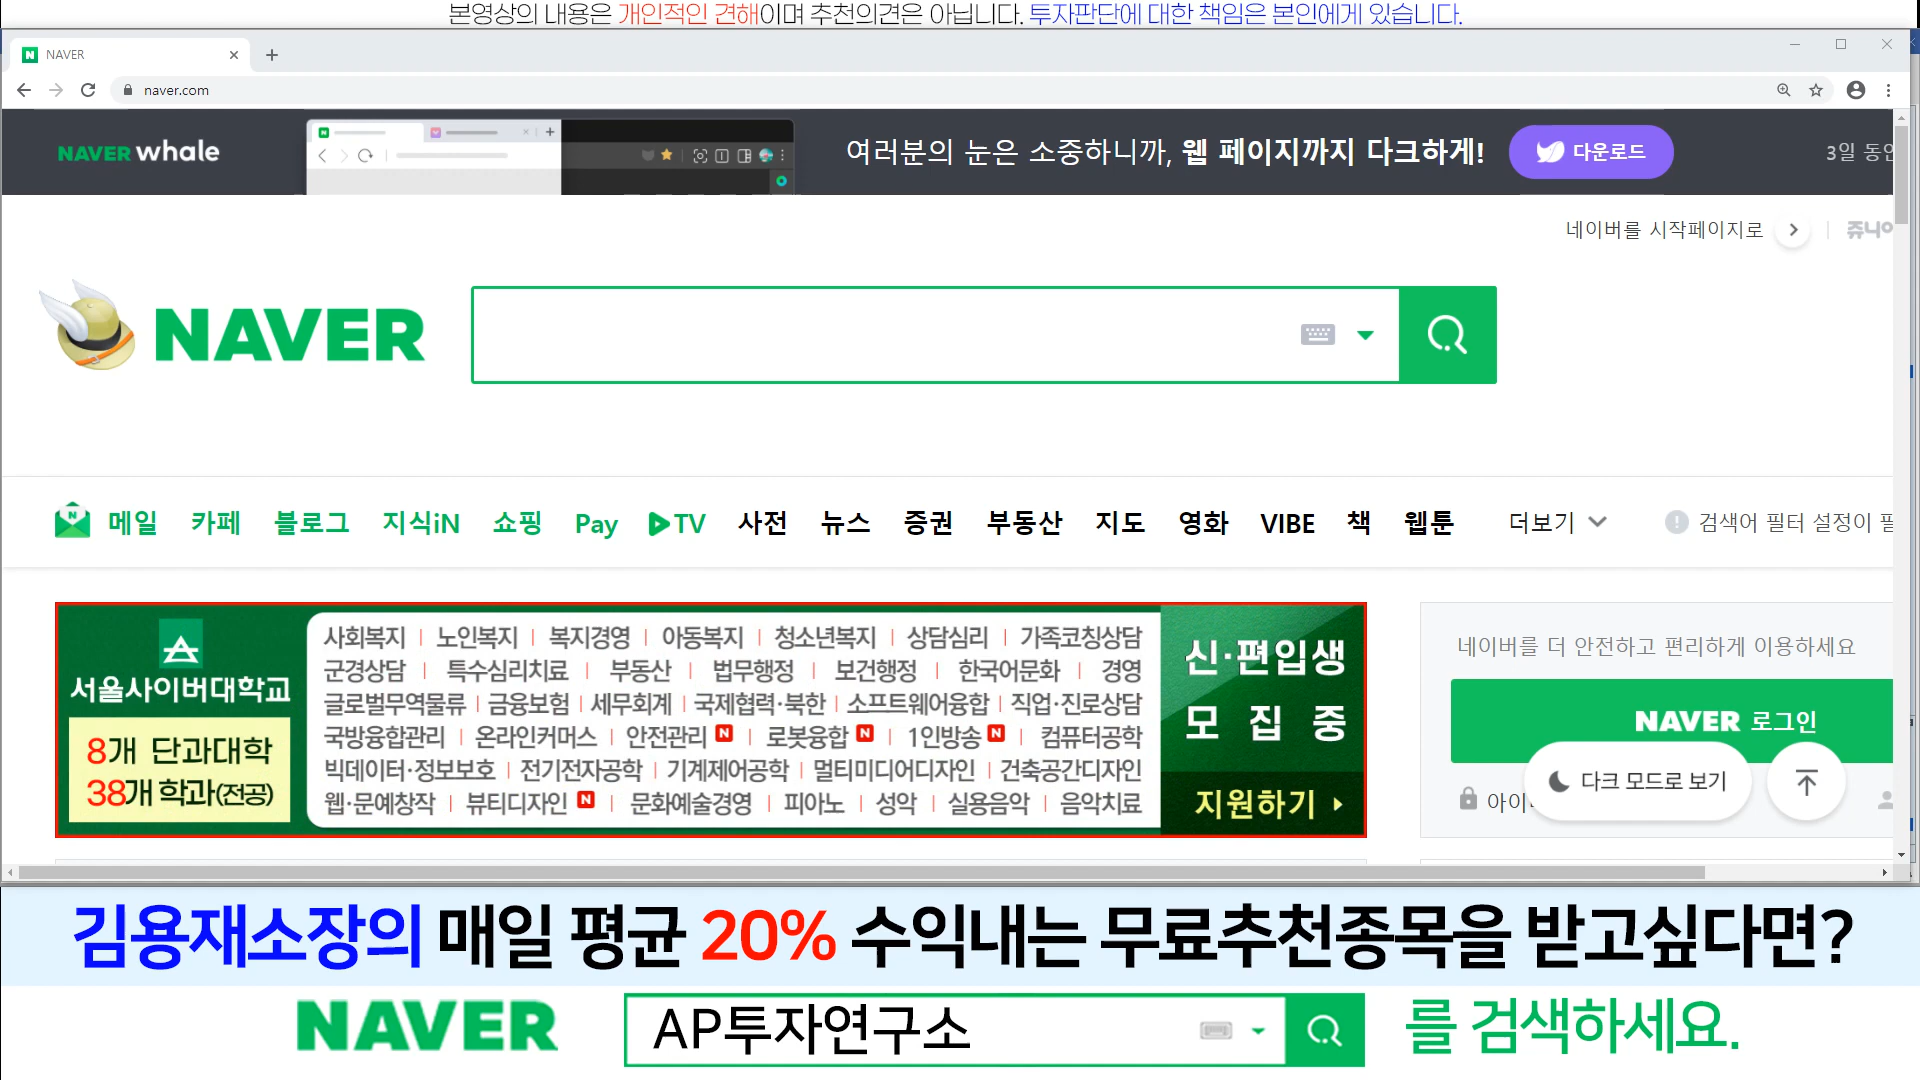 본영상의 내용은 개인적인 견해이며 추천의견은 아닙니다. 투자판단에 대한 책임은 본인에게 있습니다.
NAVER
naver.com
NAVER whale
여러분의 눈은 소중하니까, 웹 페이지까지 다크하게!
다운로드
3일 동안
네이버를 시작페이지로
쥬니어
NAVER
메일 카페 블로그 지식iN 쇼핑 Pay TV 사전 뉴스 증권 부동산 지도 영화 VIBE 책 웹툰 더보기
검색어 필터 설정이 필
서울사이버대학교
8개 단과대학
38개 학과(전공)
사회복지 | 노인복지 | 복지경영 | 아동복지 | 청소년복지 | 상담심리 | 가족코칭상담
군경상담 | 특수심리치료 | 부동산 | 법무행정 | 보건행정 | 한국어문화 | 경영
글로벌무역물류 | 금융보험 | 세무회계 | 국제협력·북한 | 소프트웨어융합 | 직업·진로상담
국방융합관리 | 온라인커머스 | 안전관리 N | 로봇융합 N | 1인방송 N | 컴퓨터공학
빅데이터·정보보호 | 전기전자공학 | 기계제어공학 | 멀티미디어디자인 | 건축공간디자인
웹·문예창작 | 뷰티디자인 N | 문화예술경영 | 피아노 | 성악 | 실용음악 | 음악치료
신·편입생
모 집 중
지원하기
네이버를 더 안전하고 편리하게 이용하세요
NAVER 로그인
아이
다크 모드로 보기
김용재소장의 매일 평균 20% 수익내는 무료추천종목을 받고싶다면?
NAVER AP투자연구소 를 검색하세요.